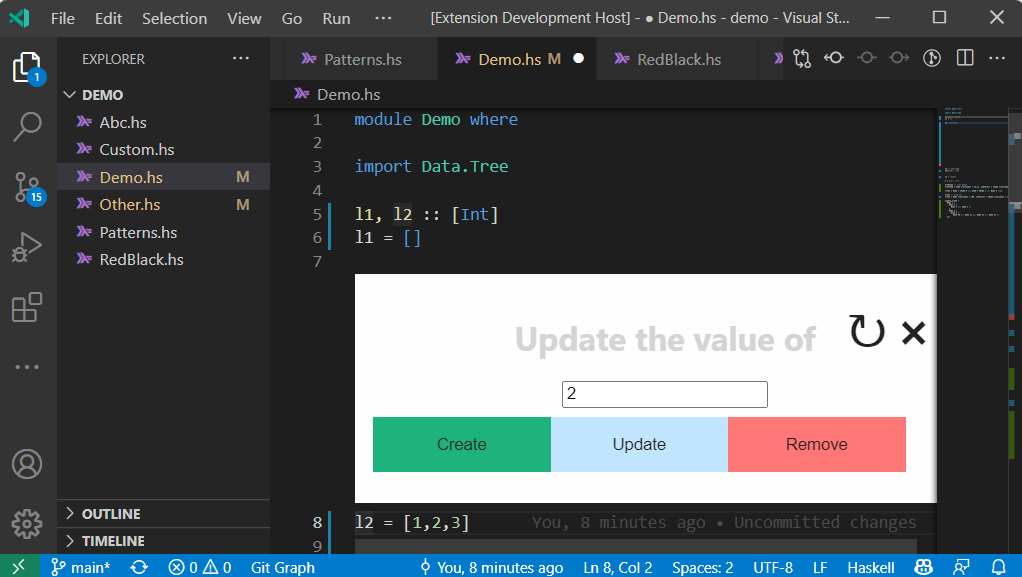 File Edit Selection View Go Run ··· [Extension Development Host] - ● Demo.hs - demo - Visual St...
EXPLORER ···
Patterns.hs Demo.hs M ● RedBlack.hs ···
1
DEMO
Demo.hs
Abc.hs
Custom.hs
Demo.hs M
Other.hs M
Patterns.hs
RedBlack.hs
15
···
OUTLINE
TIMELINE
1 module Demo where
2
3 import Data.Tree
4
5 l1, l2 :: [Int]
6 l1 = []
7
Update the value of
2
Create Update Remove
8 l2 = [1,2,3] You, 8 minutes ago • Uncommitted changes
9
main* 0 0 Git Graph You, 8 minutes ago Ln 8, Col 2 Spaces: 2 UTF-8 LF Haskell